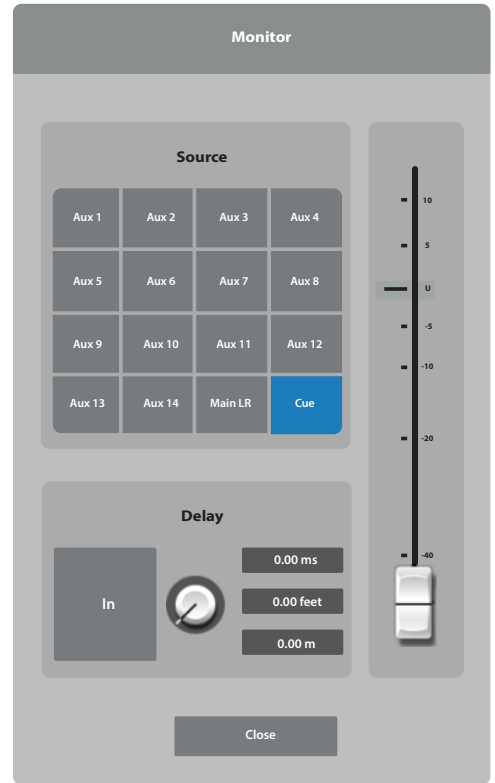 Monitor
Source
Aux 1 Aux 2 Aux 3 Aux 4
Aux 5 Aux 6 Aux 7 Aux 8
Aux 9 Aux 10 Aux 11 Aux 12
Aux 13 Aux 14 Main LR Cue
10
5
U
-5
-10
-20
-40
Delay
In
0.00 ms
0.00 feet
0.00 m
Close